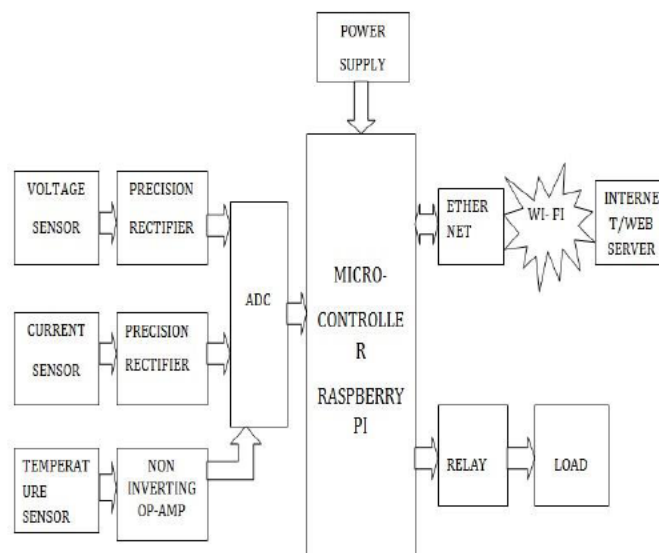 POWER
SUPPLY
VOLTAGE
SENSOR
PRECISION
RECTIFIER
CURRENT
SENSOR
PRECISION
RECTIFIER
TEMPERAT
URE
SENSOR
NON
INVERTING
OP-AMP
ADC
MICRO-
CONTROLLE
R
RASPBERRY
PI
ETHER
NET
WI- FI
INTERNE
T/WEB
SERVER
RELAY
LOAD